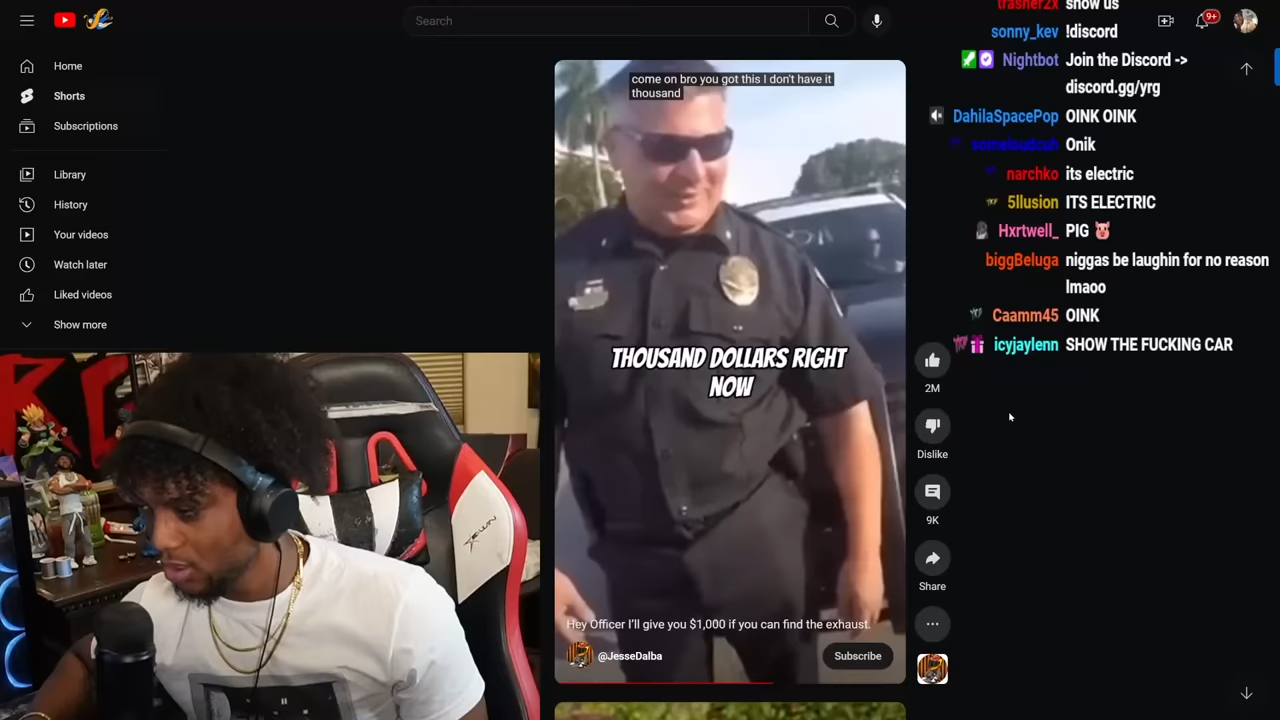 Search
9+
Home
Shorts
Subscriptions
Library
History
Your videos
Watch later
Liked videos
Show more
come on bro you got this I don't have it
thousand
THOUSAND DOLLARS RIGHT
NOW
Hey Officer I'll give you $1,000 if you can find the exhaust.
@JesseDalba
Subscribe
2M
Dislike
9K
Share
trasher2x show us
sonny_kev !discord
Nightbot Join the Discord ->
discord.gg/yrg
DahilaSpacePop OINK OINK
someloudcuh Onik
narchko its electric
5llusion ITS ELECTRIC
Hxrtwell_ PIG 🐷
biggBeluga niggas be laughin for no reason
lmaoo
Caamm45 OINK
icyjaylenn SHOW THE FUCKING CAR